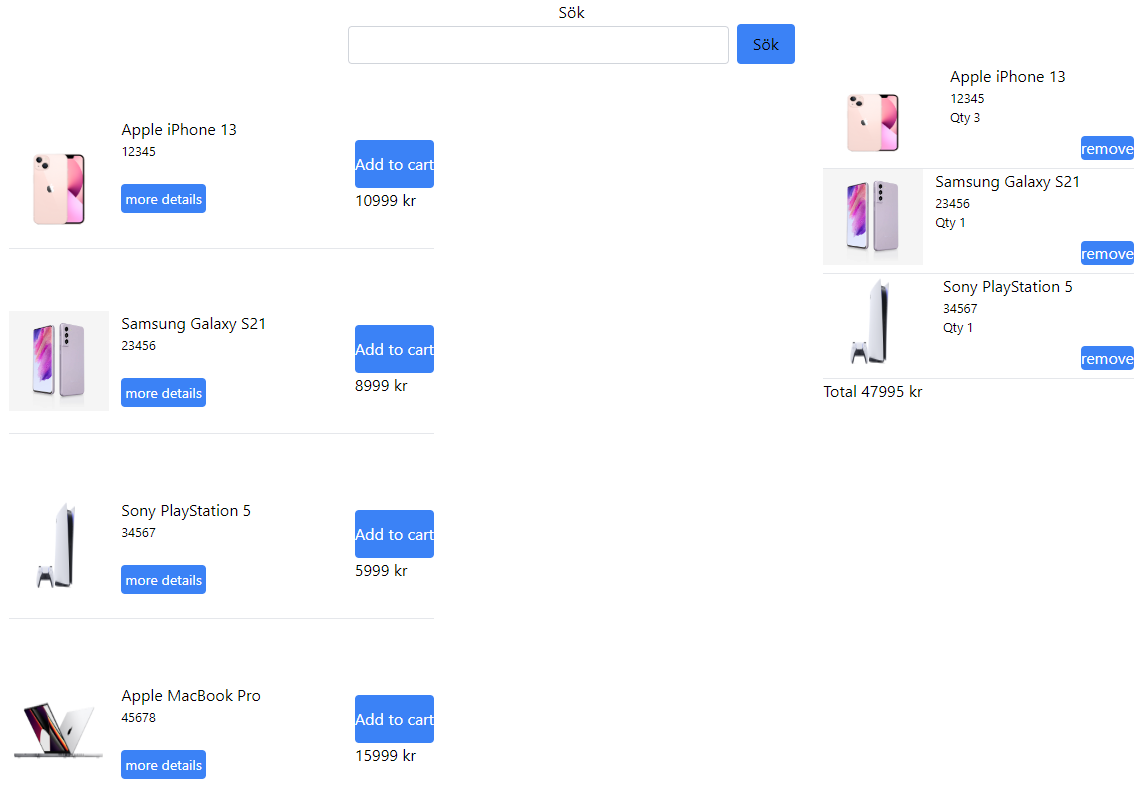 Sök
Sök
Apple iPhone 13
12345
more details
Add to cart
10999 kr
Samsung Galaxy S21
23456
more details
Add to cart
8999 kr
Sony PlayStation 5
34567
more details
Add to cart
5999 kr
Apple MacBook Pro
45678
more details
Add to cart
15999 kr
Apple iPhone 13
12345
Qty 3
remove
Samsung Galaxy S21
23456
Qty 1
remove
Sony PlayStation 5
34567
Qty 1
remove
Total 47995 kr